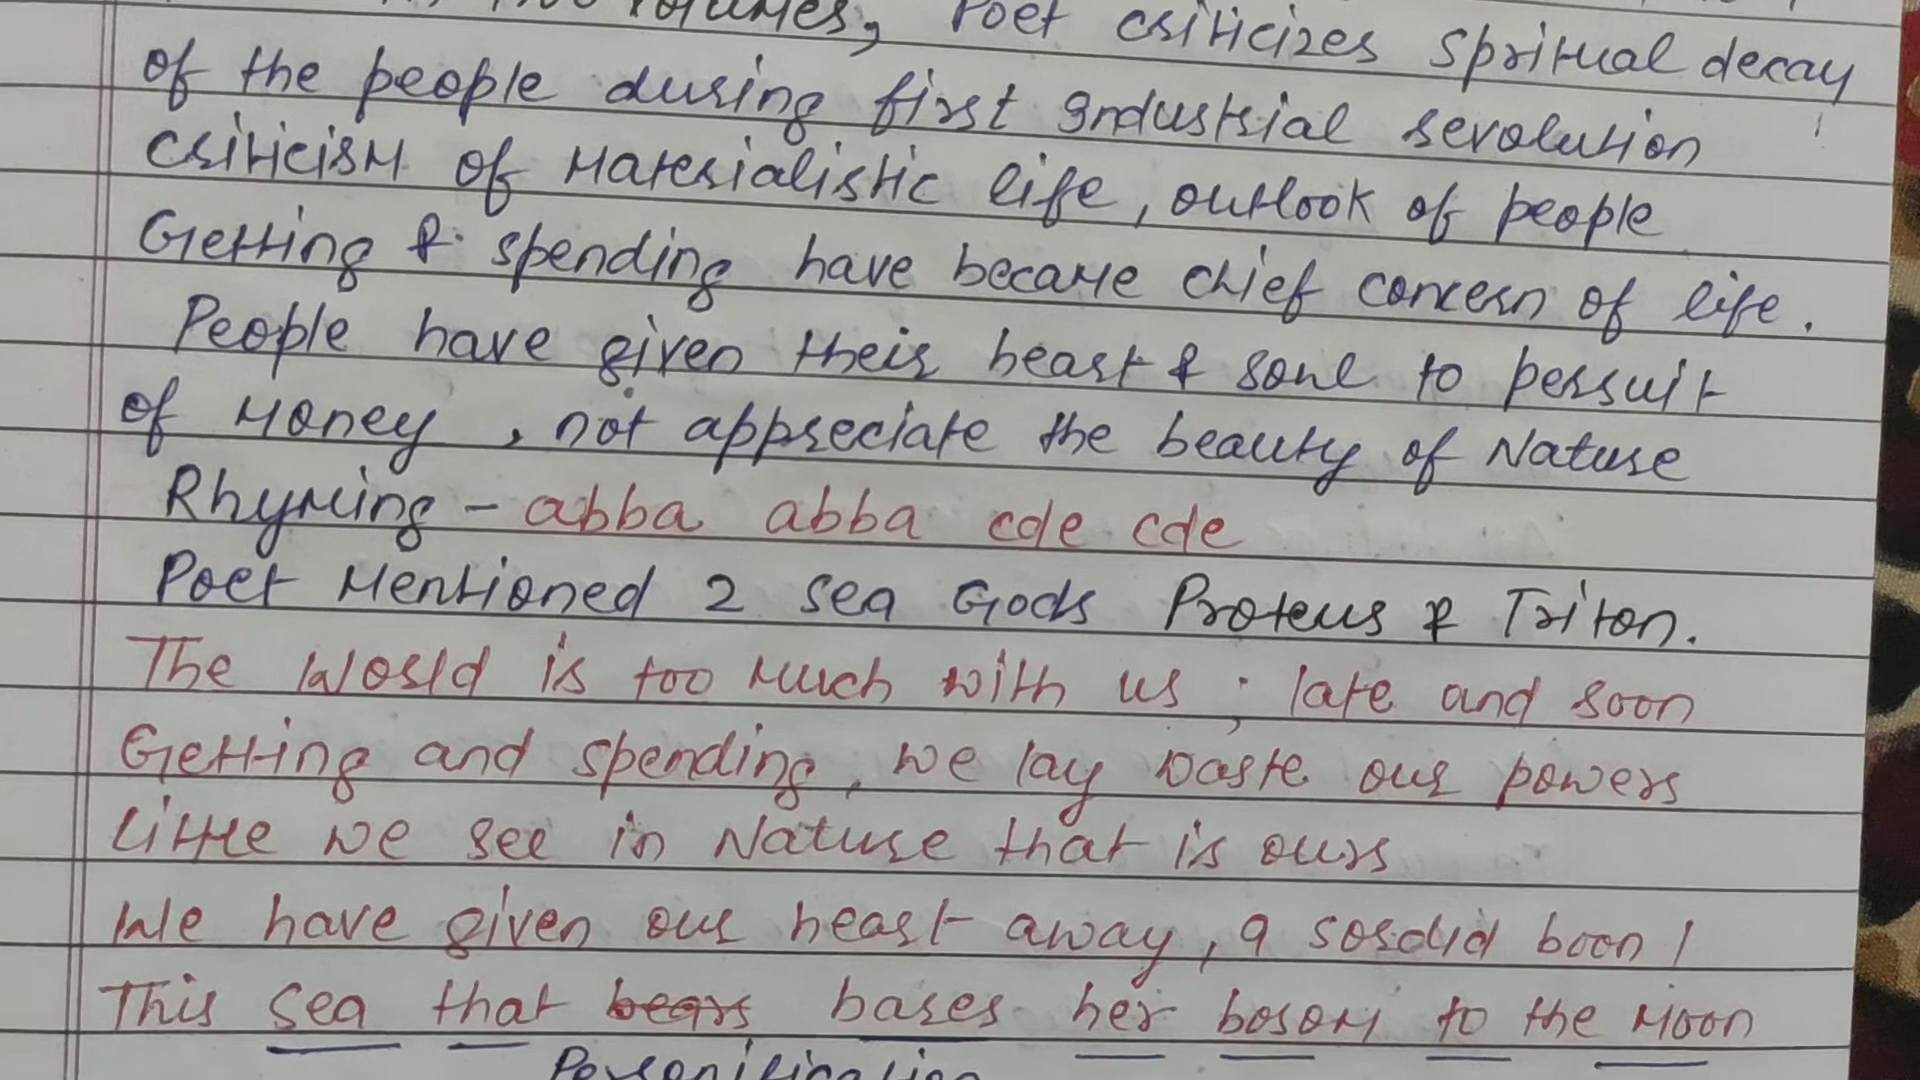 volumes, Poet criticizes Spritual decay
of the people during first Industrial revolution
Criticism of Materialistic life, outlook of people
Getting & spending have became chief concern of life.
People have given their heart & soul to persuit
of Money, not appreciate the beauty of Nature
Rhyming - abba abba cde cde
Poet Mentioned 2 sea Gods Proteus & Triton.
The World is too Much with us; late and soon
Getting and spending, we lay waste our powers
Little we see in Nature that is ours
We have given our heart away, a sordid boon!
This Sea that bears bares her bosom to the Moon
Personification